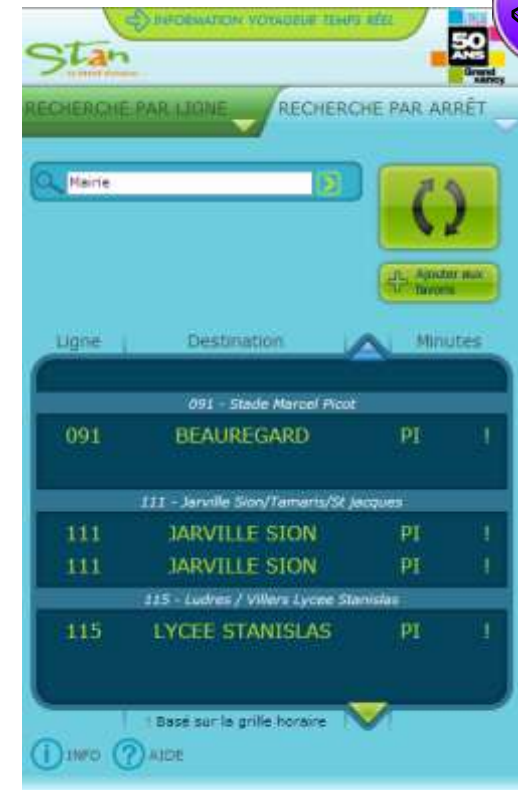 INFORMATION VOYAGEUR TEMPS RÉEL
Stan
50
ANS
Grand
nancy
RECHERCHE PAR LIGNE
RECHERCHE PAR ARRÊT
Mairie
Ajouter aux
favoris
Ligne Destination Minutes
091 - Stade Marcel Picot
091 BEAUREGARD PI !
111 - Jarville Sion/Tamaris/St Jacques
111 JARVILLE SION PI !
111 JARVILLE SION PI !
115 - Ludres / Villers Lycee Stanislas
115 LYCEE STANISLAS PI !
! Basé sur la grille horaire
INFO
AIDE